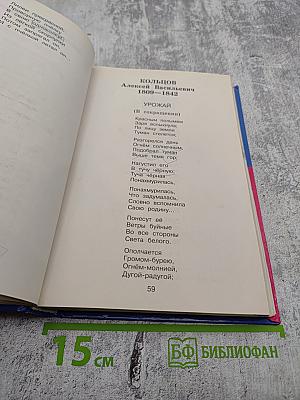 КОЛЬЦОВ
Алексей Васильевич
1809—1842
УРОЖАЙ
(В сокращении)
Красным полымем
Заря вспыхнула;
По лицу земли
Туман стелется;
Разгорелся день
Огнём солнечным,
Подобрал туман
Выше темя гор;
Нагустил его
В тучу чёрную;
Туча чёрная
Понахмурилась,
Понахмурилась,
Что задумалась,
Словно вспомнила
Свою родину...
Понесут её
Ветры буйные
Во все стороны
Света белого.
Ополчается
Громом-бурею,
Огнём-молнией,
Дугой-радугой;
59
15 см
БФ БИБЛИОФАН